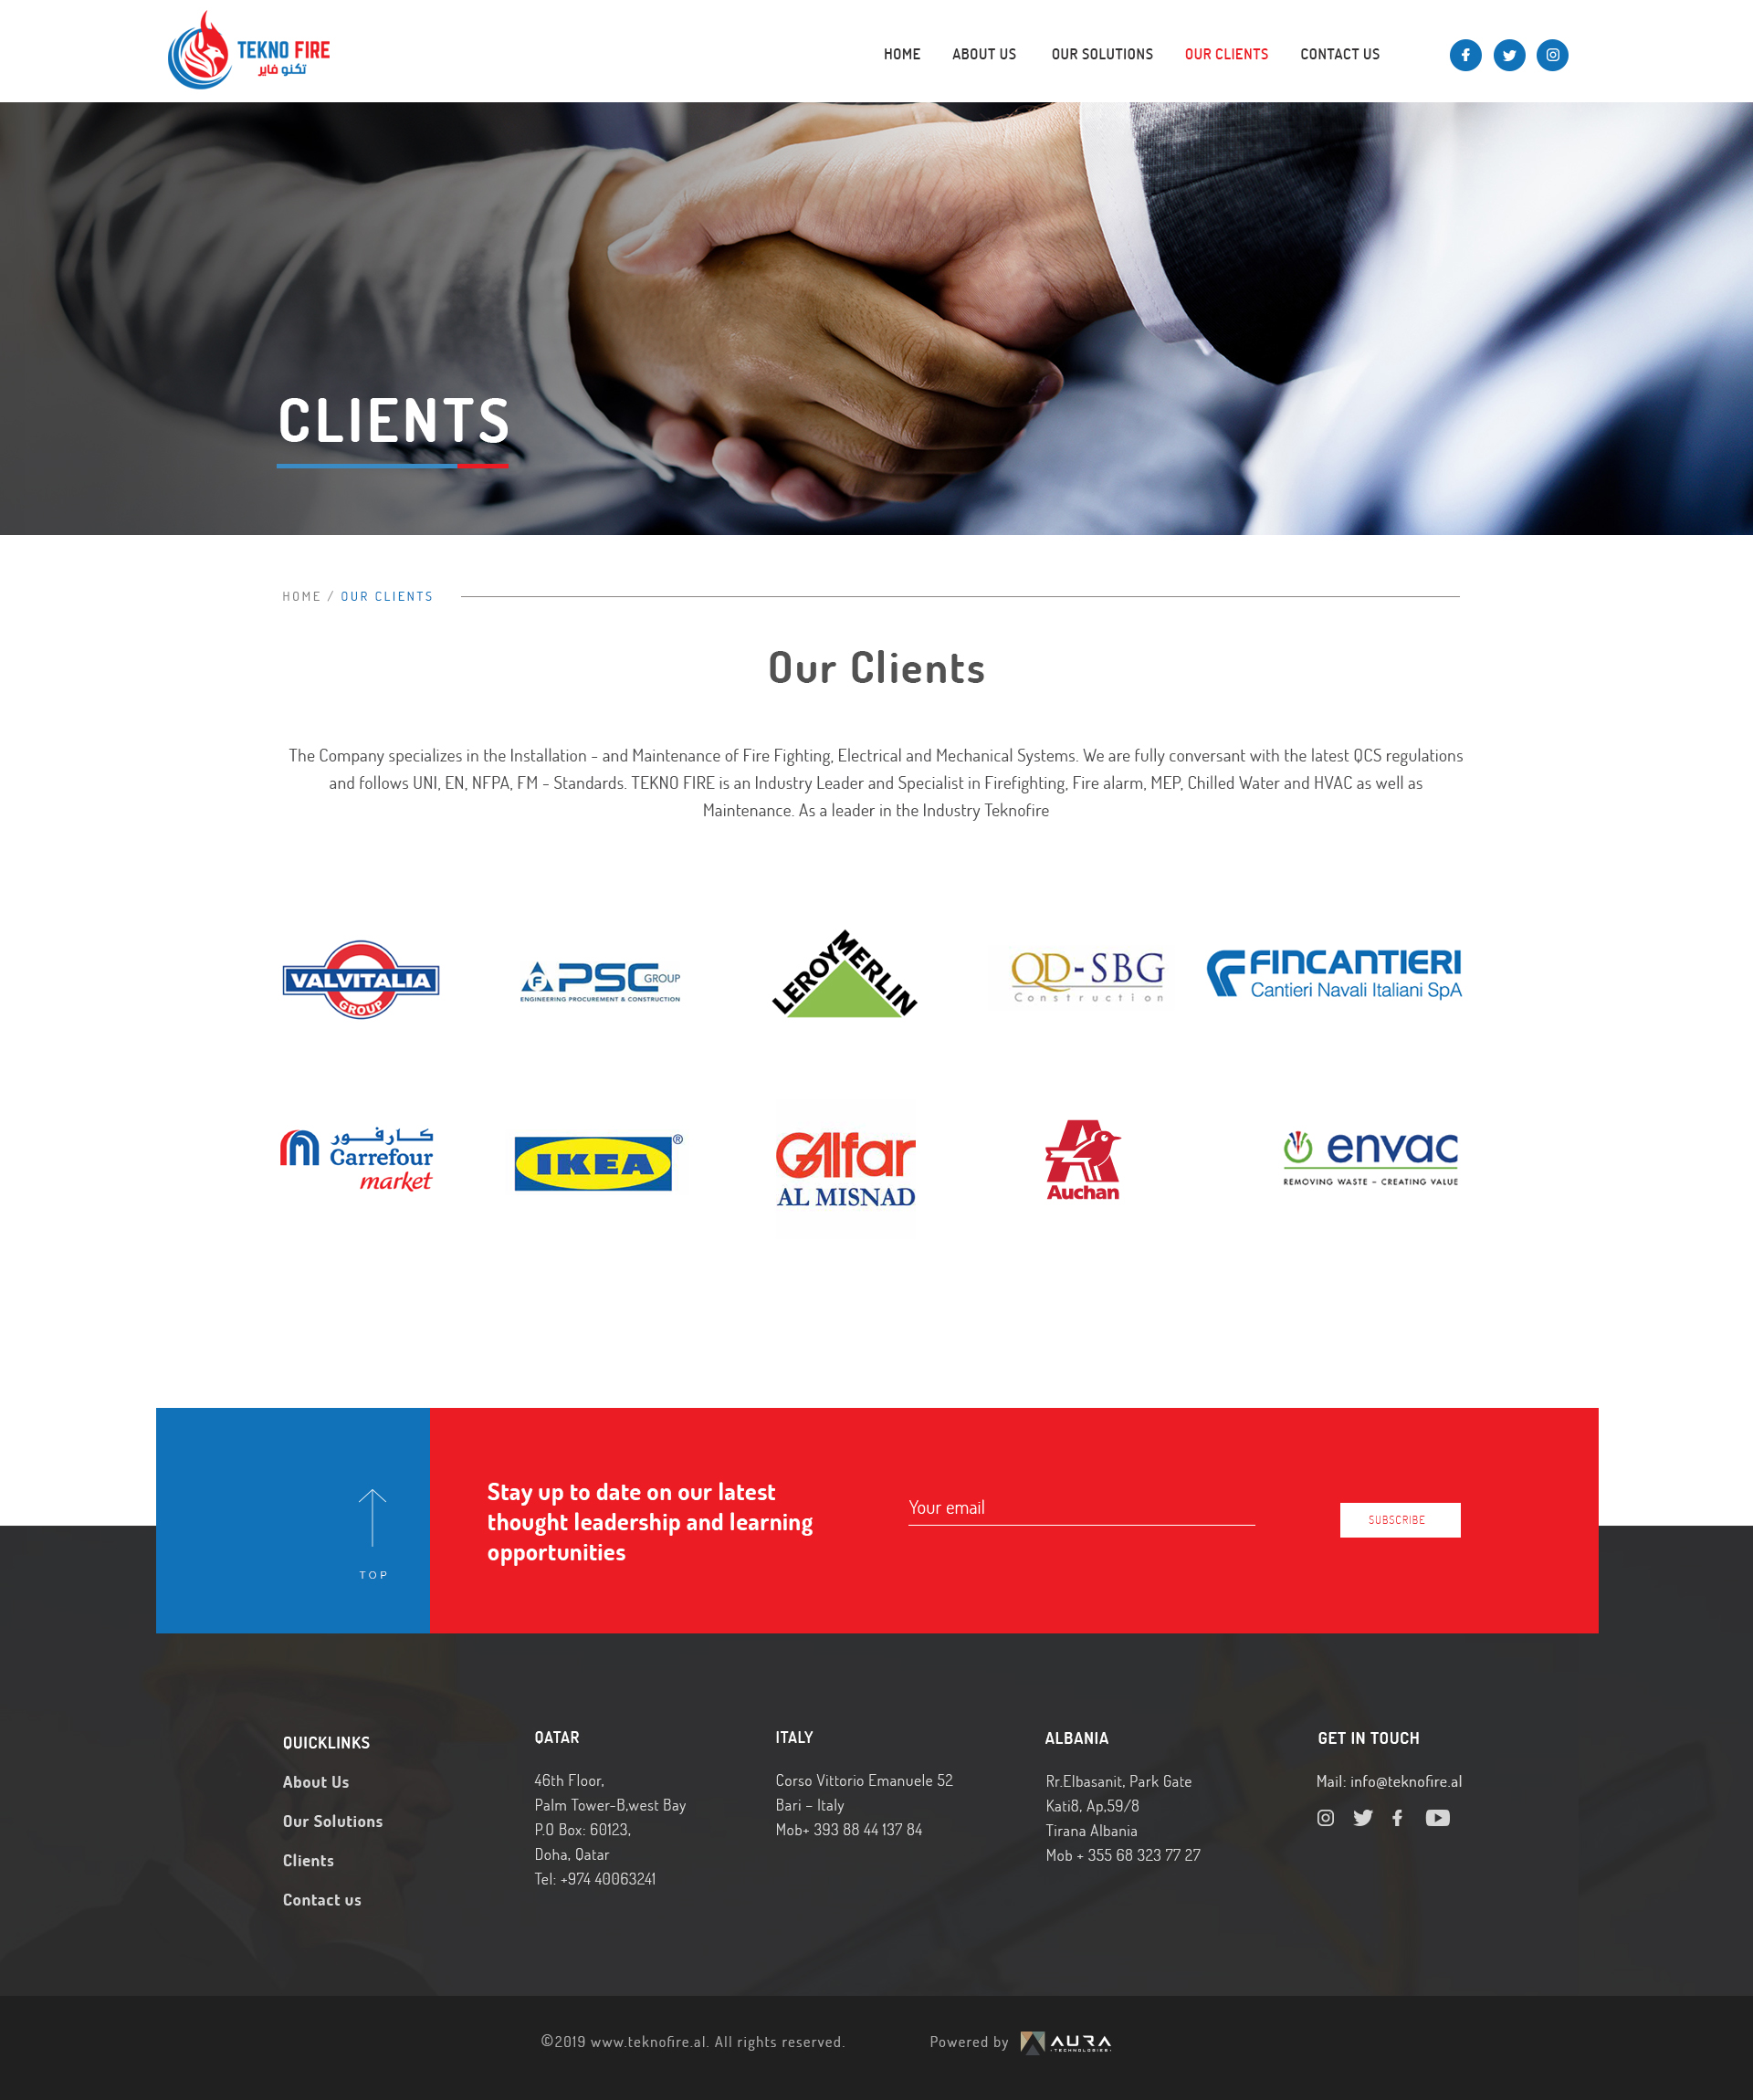 TEKNO FIRE
تكنو فاير
HOME
ABOUT US
OUR SOLUTIONS
OUR CLIENTS
CONTACT US
CLIENTS
HOME / OUR CLIENTS
Our Clients
The Company specializes in the Installation - and Maintenance of Fire Fighting, Electrical and Mechanical Systems. We are fully conversant with the latest QCS regulations
and follows UNI, EN, NFPA, FM - Standards. TEKNO FIRE is an Industry Leader and Specialist in Firefighting, Fire alarm, MEP, Chilled Water and HVAC as well as
Maintenance. As a leader in the Industry Teknofire
VALVITALIA
GROUP
F PSC GROUP
ENGINEERING PROCUREMENT & CONSTRUCTION
LEROY MERLIN
QD-SBG
Construction
FINCANTIERI
Cantieri Navali Italiani SpA
كارفور
Carrefour
market
IKEA®
Galfar
AL MISNAD
Auchan
envac
REMOVING WASTE – CREATING VALUE
Stay up to date on our latest
thought leadership and learning
opportunities
Your email
SUBSCRIBE
TOP
QUICKLINKS
About Us
Our Solutions
Clients
Contact us
QATAR
46th Floor,
Palm Tower-B,west Bay
P.O Box: 60123,
Doha, Qatar
Tel: +974 40063241
ITALY
Corso Vittorio Emanuele 52
Bari – Italy
Mob+ 393 88 44 137 84
ALBANIA
Rr.Elbasanit, Park Gate
Kati8, Ap,59/8
Tirana Albania
Mob + 355 68 323 77 27
GET IN TOUCH
Mail: info@teknofire.al
©2019 www.teknofire.al. All rights reserved.
Powered by AURA
TECHNOLOGIES